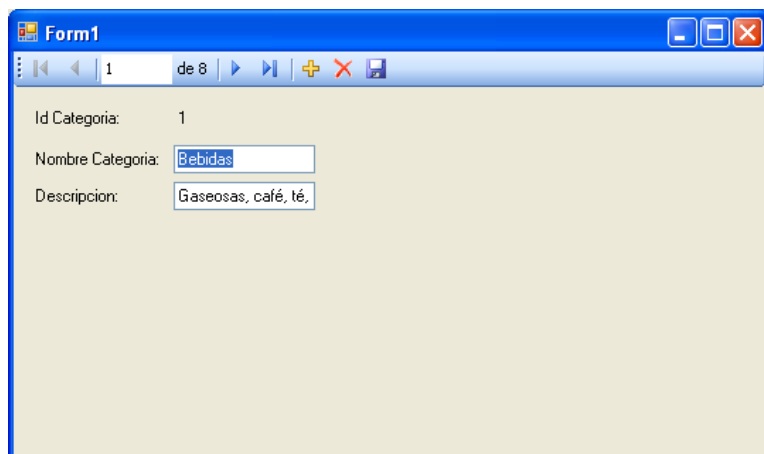 Form1
1 de 8
Id Categoria: 1
Nombre Categoria: Bebidas
Descripcion: Gaseosas, café, té,